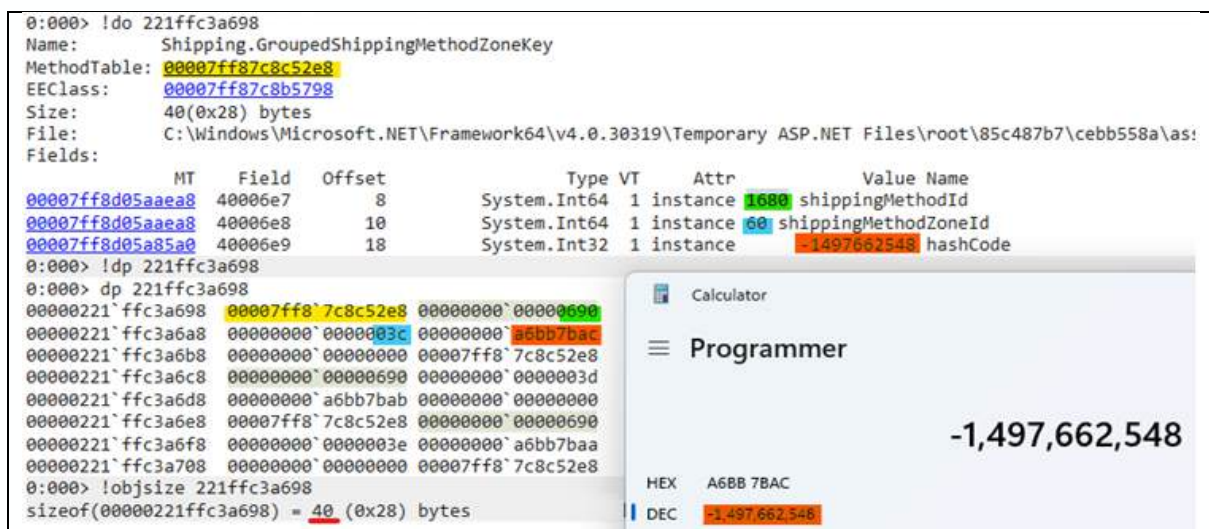 0:000> !do 221ffc3a698
Name:        Shipping.GroupedShippingMethodZoneKey
MethodTable: 00007ff87c8c52e8
EEClass:     00007ff87c8b5798
Size:        40(0x28) bytes
File:        C:\Windows\Microsoft.NET\Framework64\v4.0.30319\Temporary ASP.NET Files\root\85c487b7\cebb558a\ass
Fields:
MT    Field   Offset                 Type VT     Attr            Value Name
00007ff8d05aaea8  40006e7        8         System.Int64  1 instance 1680 shippingMethodId
00007ff8d05aaea8  40006e8       10         System.Int64  1 instance 60 shippingMethodZoneId
00007ff8d05a85a0  40006e9       18         System.Int32  1 instance     -1497662548 hashCode
0:000> !dp 221ffc3a698
0:000> dp 221ffc3a698
00000221`ffc3a698  00007ff8`7c8c52e8 00000000`00000690
00000221`ffc3a6a8  00000000`0000003c 00000000`a6bb7bac
00000221`ffc3a6b8  00000000`00000000 00007ff8`7c8c52e8
00000221`ffc3a6c8  00000000`00000690 00000000`0000003d
00000221`ffc3a6d8  00000000`a6bb7bab 00000000`00000000
00000221`ffc3a6e8  00007ff8`7c8c52e8 00000000`00000690
00000221`ffc3a6f8  00000000`0000003e 00000000`a6bb7baa
00000221`ffc3a708  00000000`00000000 00007ff8`7c8c52e8
0:000> !objsize 221ffc3a698
sizeof(00000221ffc3a698) = 40 (0x28) bytes
Calculator
Programmer
-1,497,662,548
HEX A6BB 7BAC
DEC -1,497,662,548